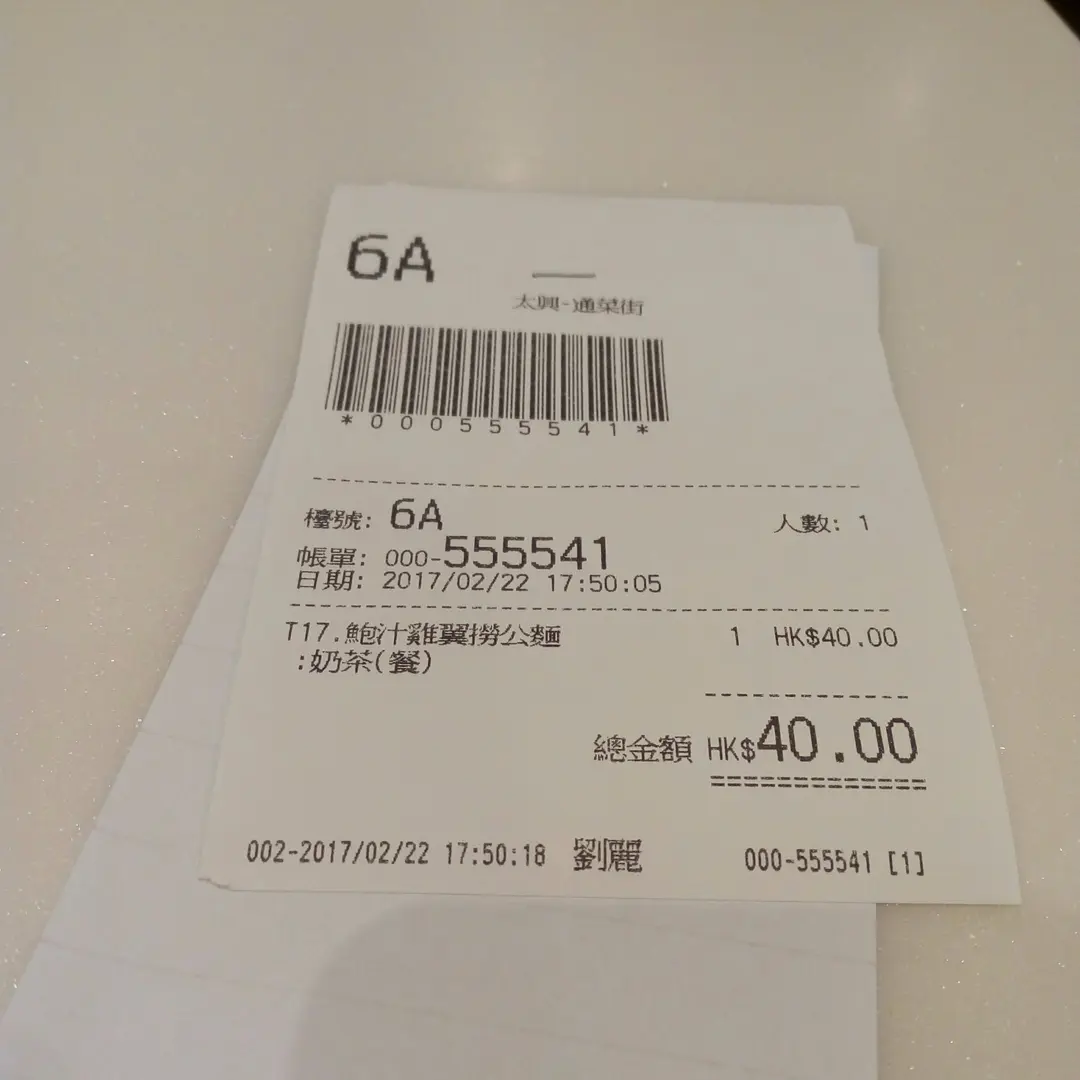 6A
太興-通菜街
*000555541*
檯號: 6A 人數: 1
帳單: 000-555541
日期: 2017/02/22 17:50:05
T17.鮑汁雞翼撈公麵 1 HK$40.00
:奶茶(餐)
總金額 HK$40.00
002-2017/02/22 17:50:18 劉麗 000-555541 [1]